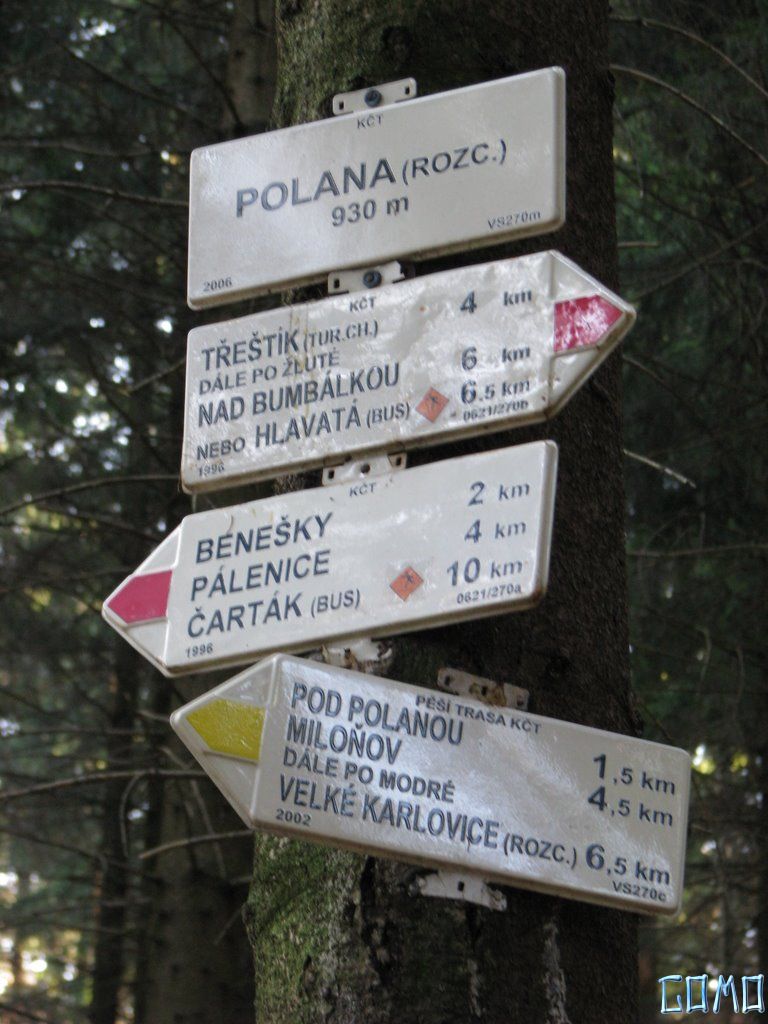 KČT
POLANA (ROZC.)
930 m
VS270m
2006
KČT
TŘEŠTÍK (TUR.CH.) 4 km
DÁLE PO ŽLUTÉ
NAD BUMBÁLKOU 6 km
NEBO HLAVATÁ (BUS) 6.5 km
0621/270b
1996
KČT
BENEŠKY 2 km
PÁLENICE 4 km
ČARTÁK (BUS) 10 km
0621/270a
1996
PĚŠÍ TRASA KČT
POD POLANOU 1,5 km
MILOŇOV 4,5 km
DÁLE PO MODRÉ
VELKÉ KARLOVICE (ROZC.) 6,5 km
2002
VS270c
GOMO